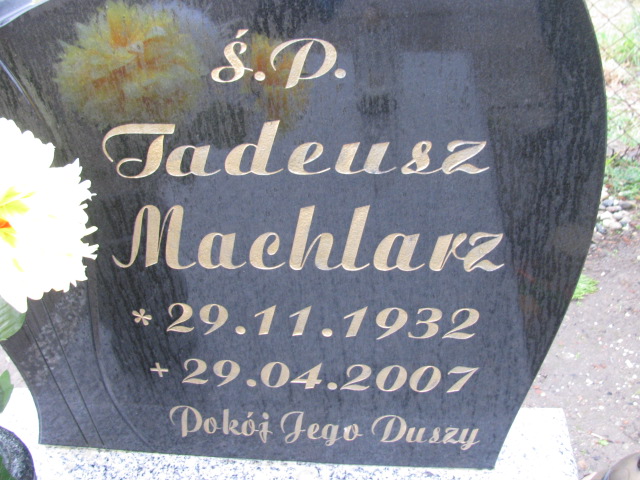 Ś.P.
Tadeusz
Machlarz
* 29.11.1932
+ 29.04.2007
Pokój Jego Duszy